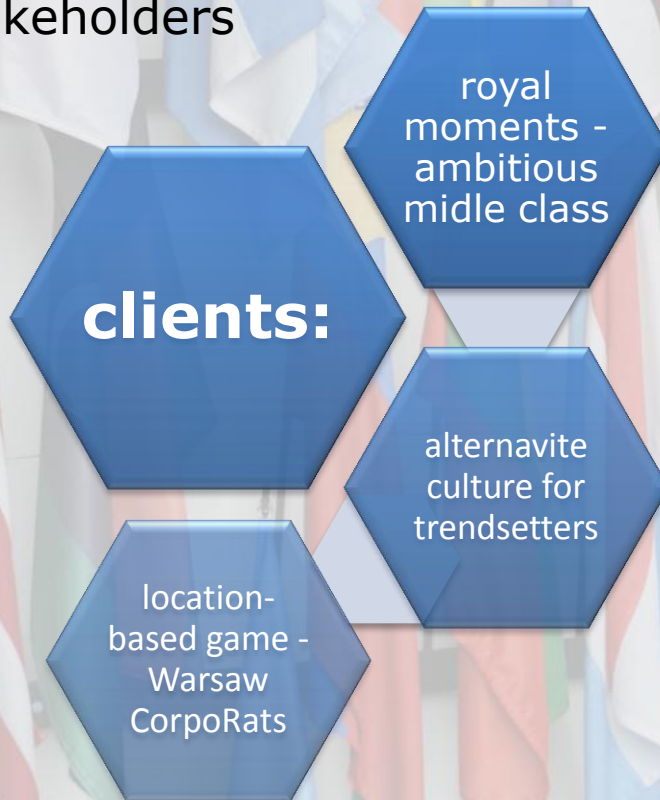 keholders
royal
moments -
ambitious
midle class
clients:
alternavite
culture for
trendsetters
location-
based game -
Warsaw
CorpoRats